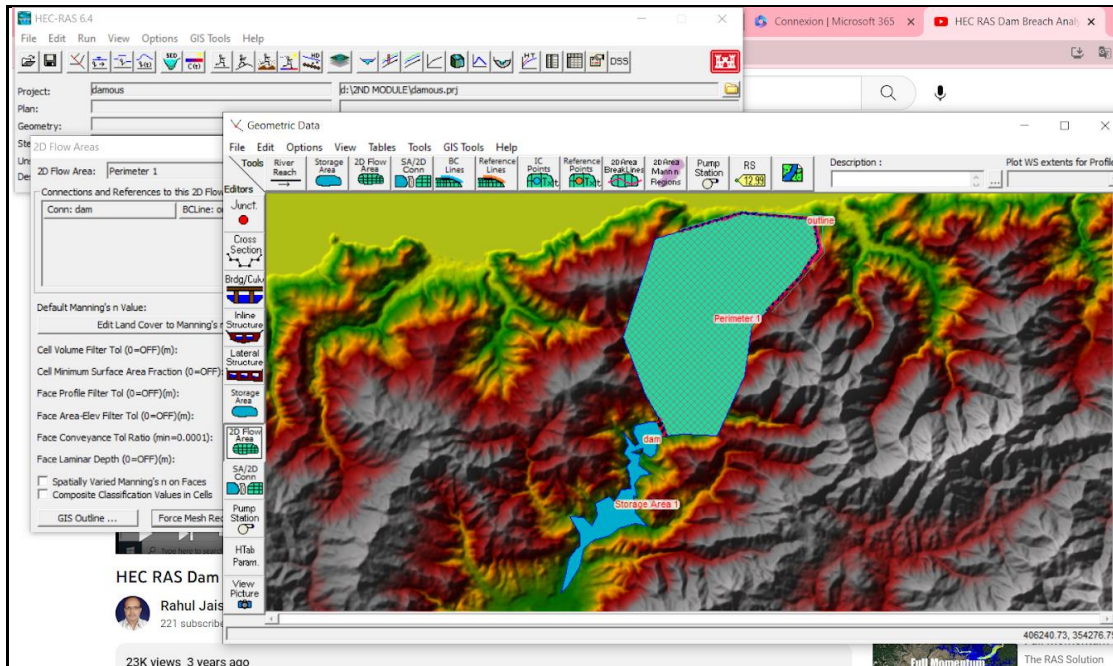 HEC-RAS 6.4
Connexion | Microsoft 365
HEC RAS Dam Breach Anal
File Edit Run View Options GIS Tools Help
DSS
Project: damous d:\2ND MODULE\damous.prj
Plan:
Geometry:
Geometric Data
File Edit Options View Tables Tools GIS Tools Help
Tools River Reach Storage Area 2D Flow Area SA/2D Conn BC Lines Reference Lines IC Points Reference Points 2D Area BreakLines 2D Area Mann n Regions Pump Station RS
12.99
Description :
Plot WS extents for Profile
...
Editors
Junct.
Cross Section
Brdg/Culv
Inline Structure
Lateral Structure
Storage Area
2D Flow Area
SA/2D Conn
Pump Station
HTab Param.
View Picture
2D Flow Areas
2D Flow Area: Perimeter 1
Connections and References to this 2D Flow
Conn: dam BCLine:
Default Manning's n Value:
Edit Land Cover to Manning's
Cell Volume Filter Tol (0=OFF)(m):
Cell Minimum Surface Area Fraction (0=OFF):
Face Profile Filter Tol (0=OFF)(m):
Face Area-Elev Filter Tol (0=OFF)(m):
Face Conveyance Tol Ratio (min=0.0001):
Face Laminar Depth (0=OFF)(m):
Spatially Varied Manning's n on Faces
Composite Classification Values in Cells
GIS Outline ... Force Mesh Rec
outline
Perimeter 1
dam
Storage Area 1
406240.73, 354276.75
Type here to search
HEC RAS Dam
Rahul Jais
221 subscribe
23K views 3 years ago
Full Momentum
The RAS Solution